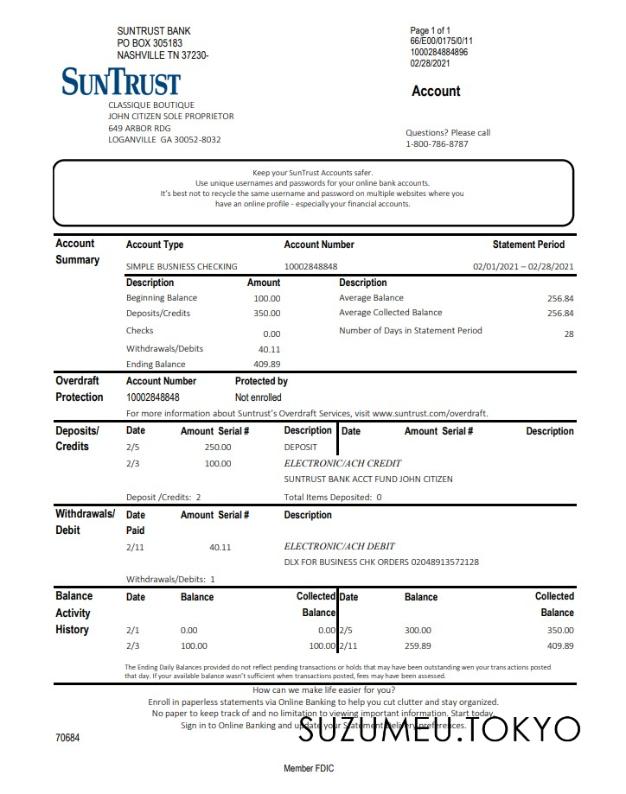 SUNTRUST BANK
PO BOX 305183
NASHVILLE TN 37230-
Page 1 of 1
66/E00/0175/0/11
1000284884896
02/28/2021
SUNTRUST
Account
CLASSIQUE BOUTIQUE
JOHN CITIZEN SOLE PROPRIETOR
649 ARBOR RDG
LOGANVILLE GA 30052-8032
Questions? Please call
1-800-786-8787
Keep your SunTrust Accounts safer.
Use unique usernames and passwords for your online bank accounts.
It's best not to recycle the same username and password on multiple websites where you
have an online profile - especially your financial accounts.
Account Summary
Account Type Account Number Statement Period
SIMPLE BUSNIESS CHECKING 10002848848 02/01/2021 – 02/28/2021
Description Amount Description
Beginning Balance 100.00 Average Balance 256.84
Deposits/Credits 350.00 Average Collected Balance 256.84
Checks 0.00 Number of Days in Statement Period 28
Withdrawals/Debits 40.11
Ending Balance 409.89
Overdraft Protection
Account Number Protected by
10002848848 Not enrolled
For more information about Suntrust's Overdraft Services, visit www.suntrust.com/overdraft.
Deposits/ Credits
Date Amount Serial # Description Date Amount Serial # Description
2/5 250.00 DEPOSIT
2/3 100.00 ELECTRONIC/ACH CREDIT
SUNTRUST BANK ACCT FUND JOHN CITIZEN
Deposit /Credits: 2 Total Items Deposited: 0
Withdrawals/ Debit
Date Amount Serial # Description
Paid
2/11 40.11 ELECTRONIC/ACH DEBIT
DLX FOR BUSINESS CHK ORDERS 02048913572128
Withdrawals/Debits: 1
Balance Activity History
Date Balance Collected Balance Date Balance Collected Balance
2/1 0.00 0.00 2/5 300.00 350.00
2/3 100.00 100.00 2/11 259.89 409.89
The Ending Daily Balances provided do not reflect pending transactions or holds that may have been outstanding wen your transactions posted
that day. If your available balance wasn't sufficient when transactions posted, fees may have been assessed.
How can we make life easier for you?
Enroll in paperless statements via Online Banking to help you cut clutter and stay organized.
No paper to keep track of and no limitation to viewing important information. Start today.
Sign in to Online Banking and update your Statement Delivery preferences.
SUZUMEU.TOKYO
70684
Member FDIC